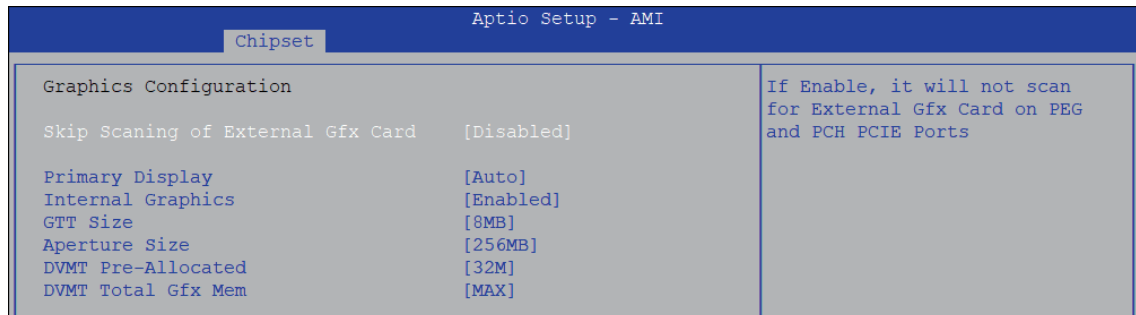 Aptio Setup - AMI
Chipset
Graphics Configuration
Skip Scaning of External Gfx Card [Disabled]
Primary Display [Auto]
Internal Graphics [Enabled]
GTT Size [8MB]
Aperture Size [256MB]
DVMT Pre-Allocated [32M]
DVMT Total Gfx Mem [MAX]
If Enable, it will not scan
for External Gfx Card on PEG
and PCH PCIE Ports